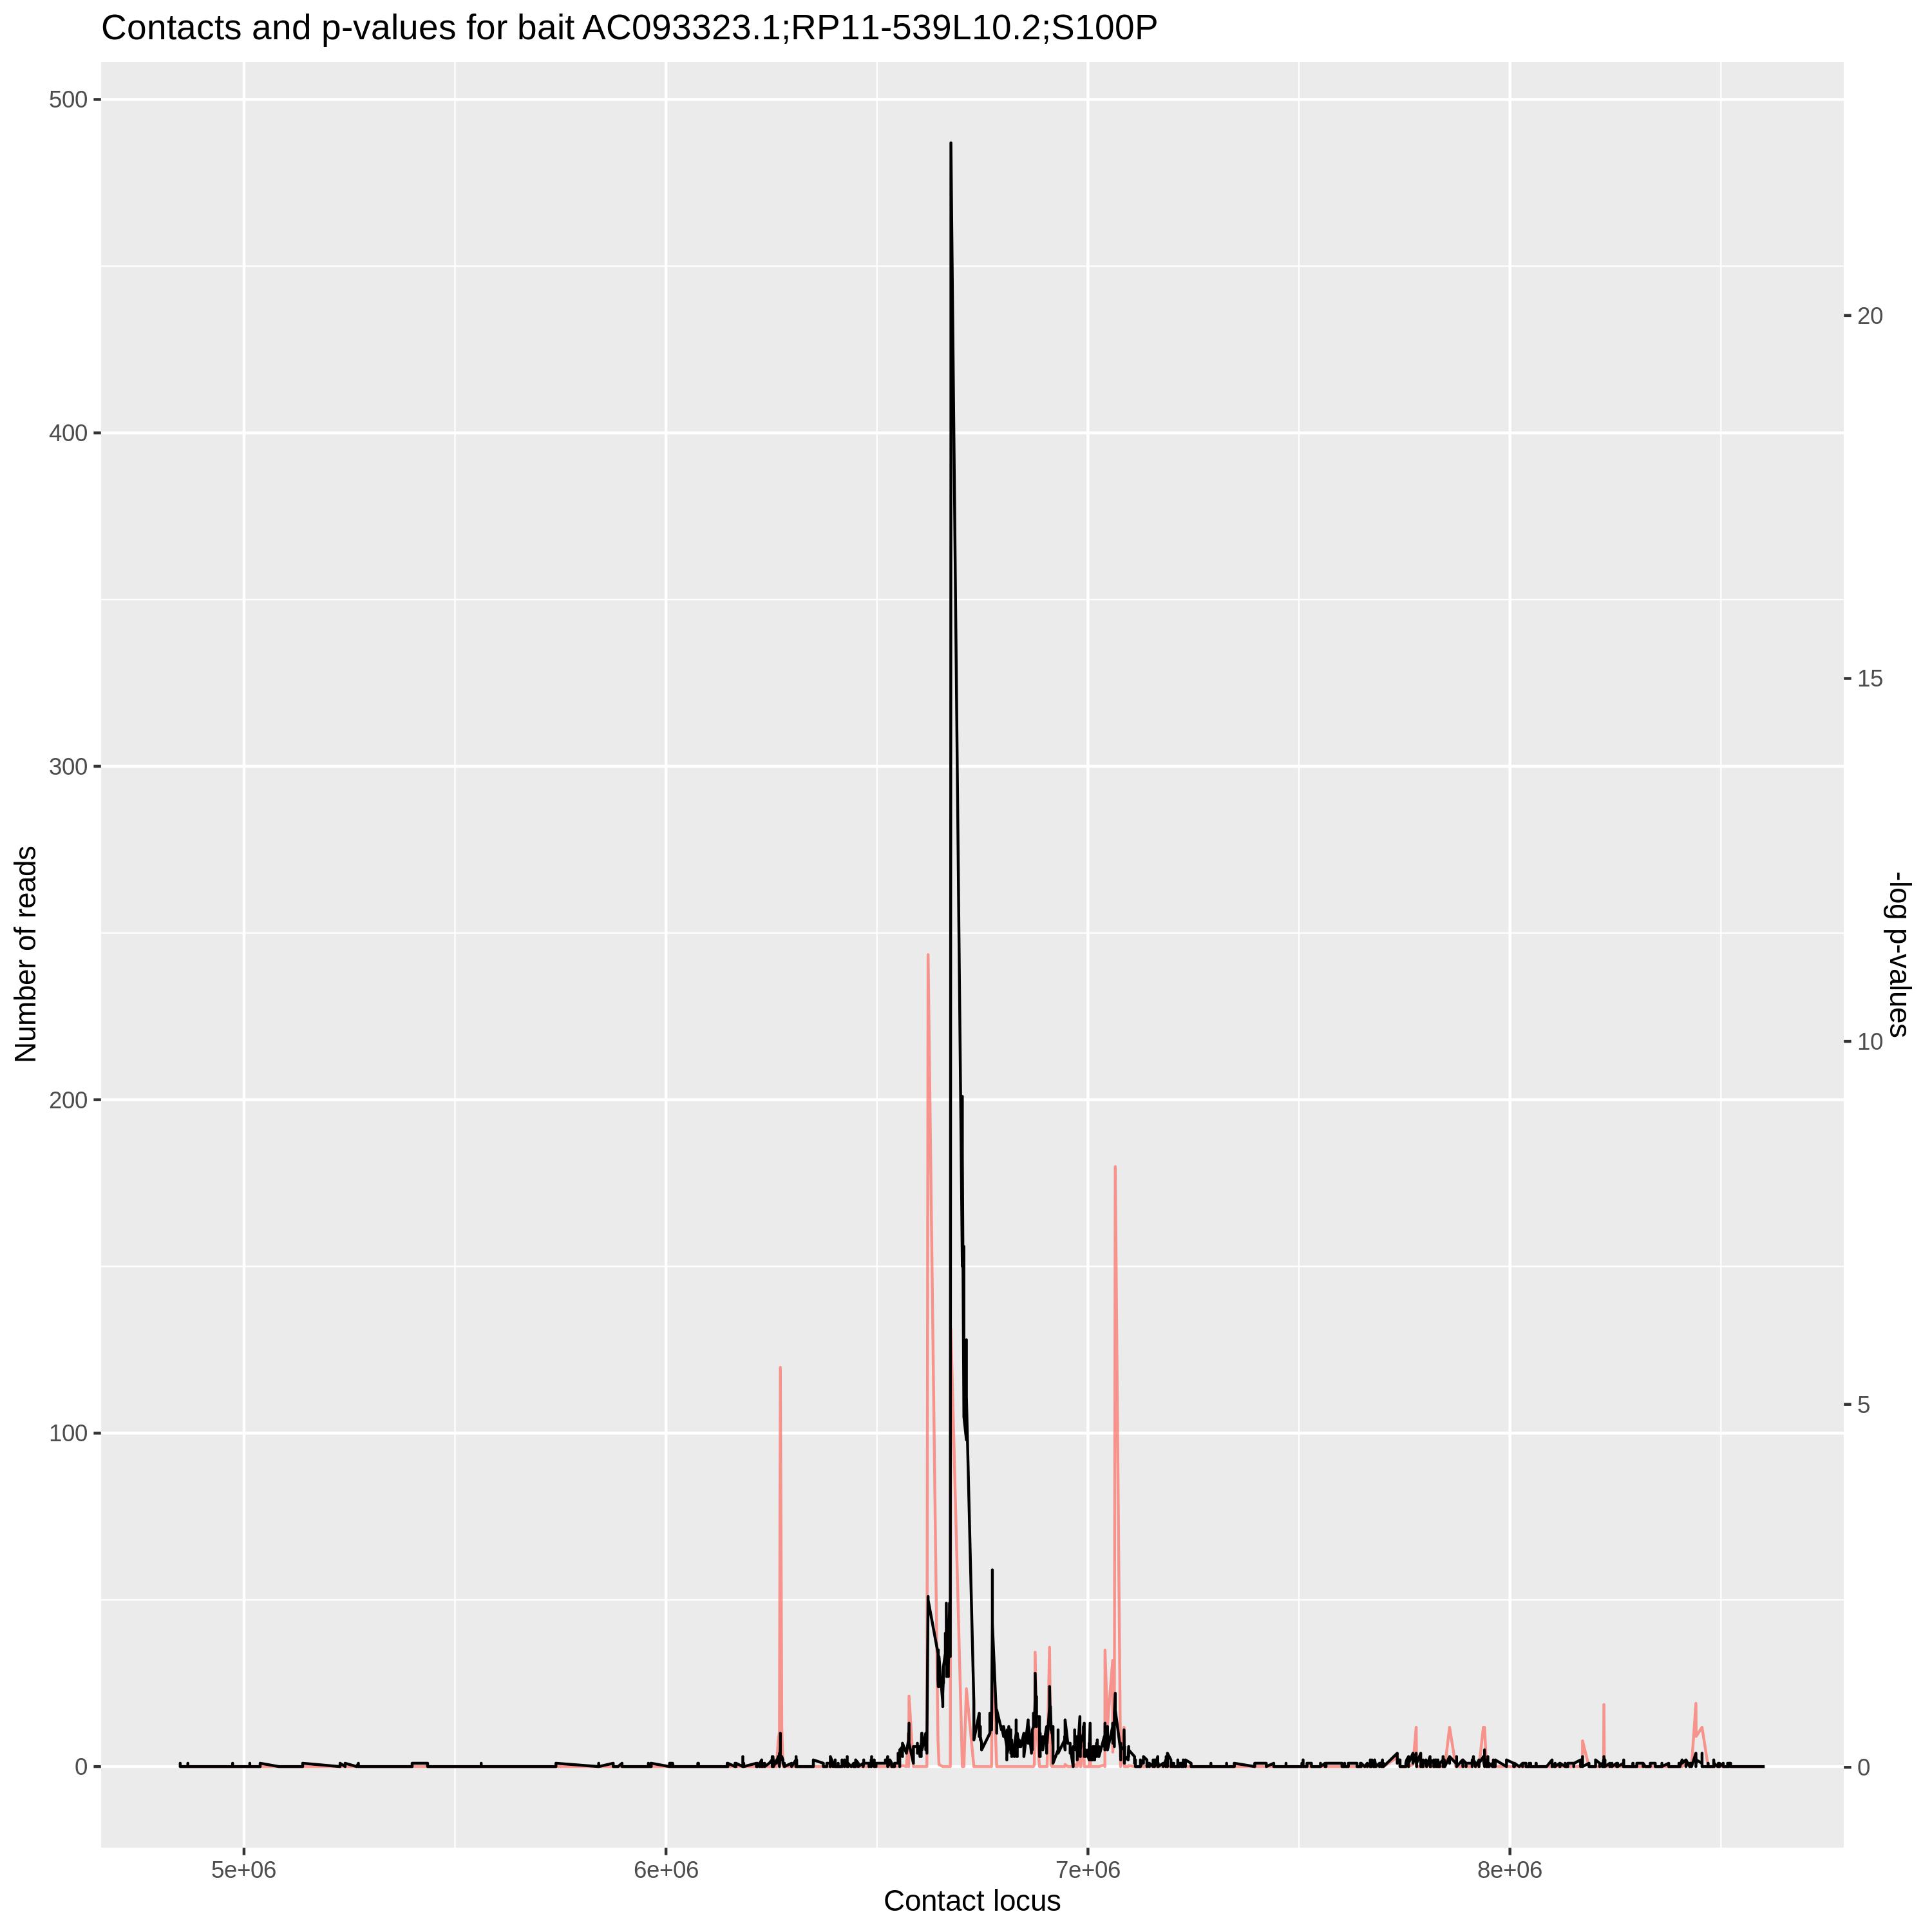 Contacts and p-values for bait AC093323.1;RP11-539L10.2;S100P
500
400
300
200
100
0
Number of reads
20
15
10
5
0
-log p-values
5e+06
6e+06
7e+06
8e+06
Contact locus